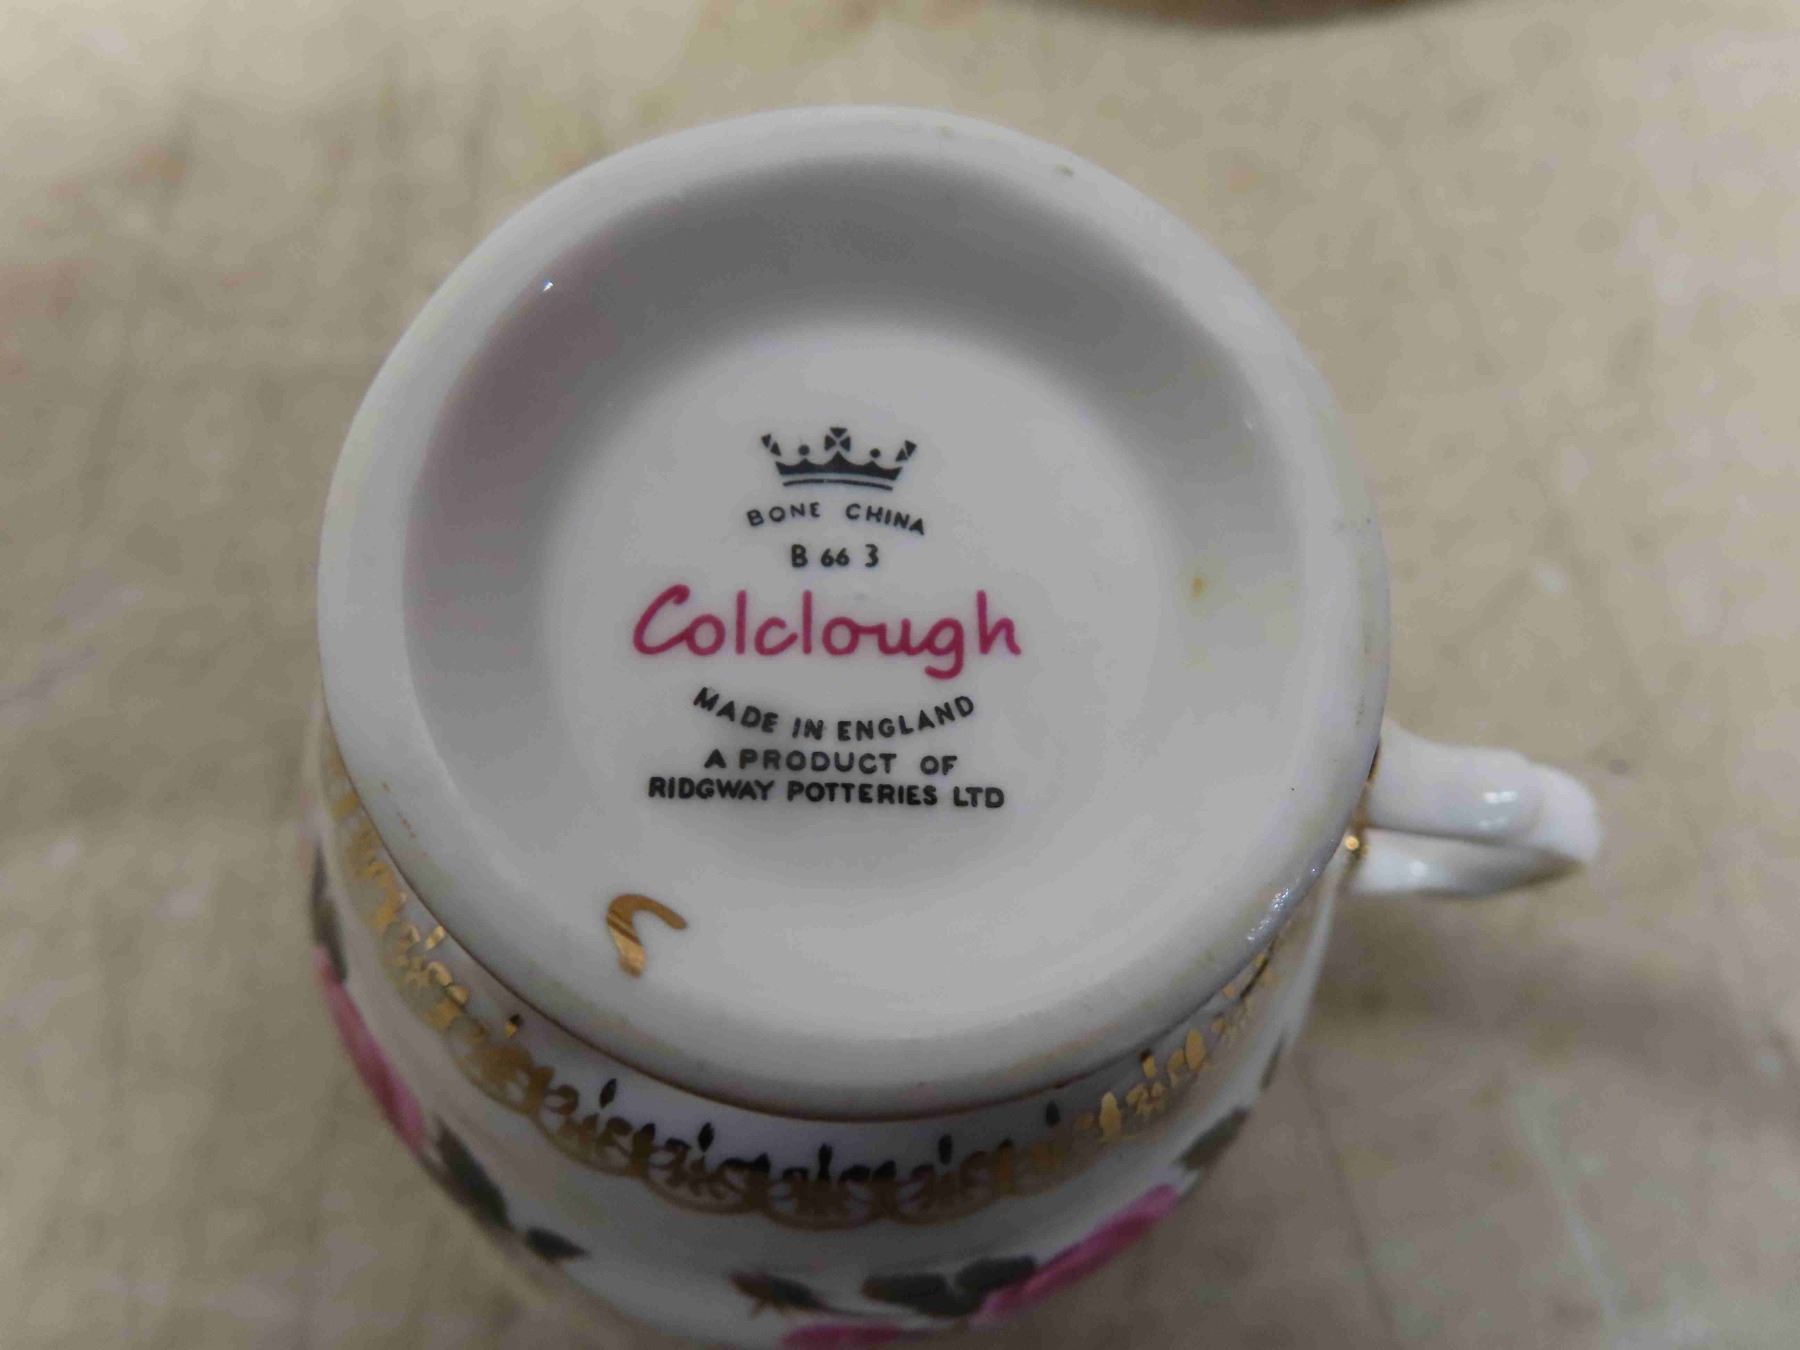 BONE CHINA
B 66 3
Colclough
MADE IN ENGLAND
A PRODUCT OF
RIDGWAY POTTERIES LTD